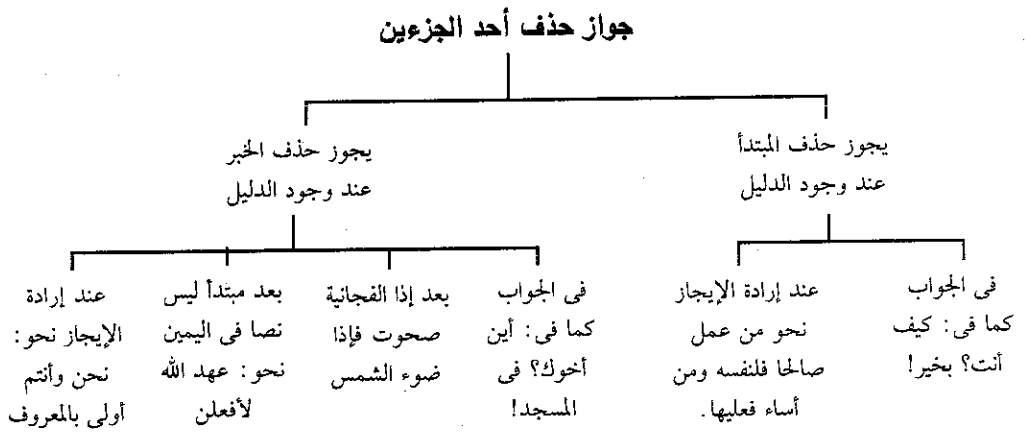 جواز حذف أحد الجزءين
يجوز حذف المبتدأ
عند وجود الدليل
يجوز حذف الخبر
عند وجود الدليل
فى الجواب
كما فى: كيف
أنت؟ بخير!
عند إرادة الإيجاز
نحو من عمل
صالحا فلنفسه ومن
أساء فعليها.
فى الجواب
كما فى: أين
أخوك؟ فى
المسجد!
بعد إذا الفجائية
صحوت فإذا
ضوء الشمس
بعد مبتدأ ليس
نصا فى اليمين
نحو: عهد الله
لأفعلن
عند إرادة
الإيجاز نحو:
نحن وأنتم
أولى بالمعروف